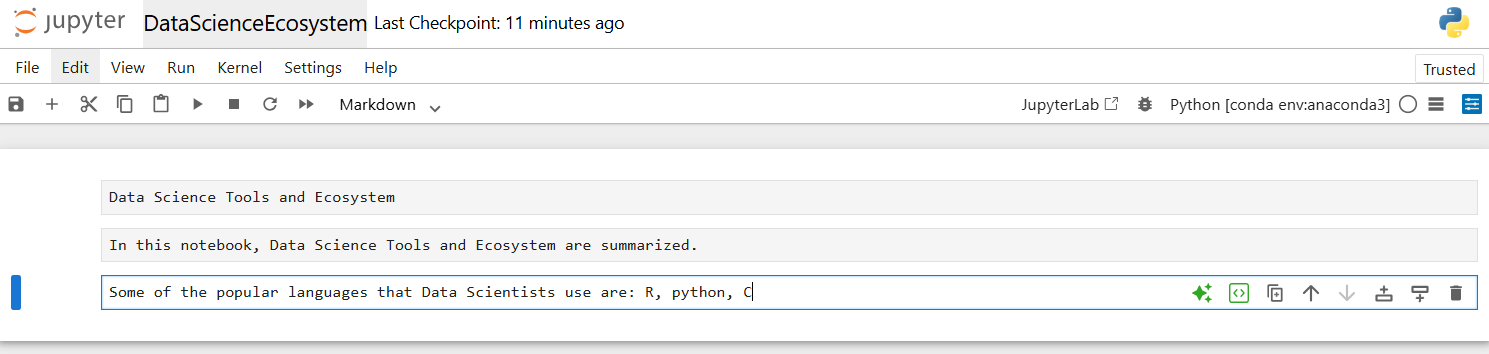 jupyter DataScienceEcosystem Last Checkpoint: 11 minutes ago
File Edit View Run Kernel Settings Help Trusted
Markdown JupyterLab Python [conda env:anaconda3]
Data Science Tools and Ecosystem
In this notebook, Data Science Tools and Ecosystem are summarized.
Some of the popular languages that Data Scientists use are: R, python, C